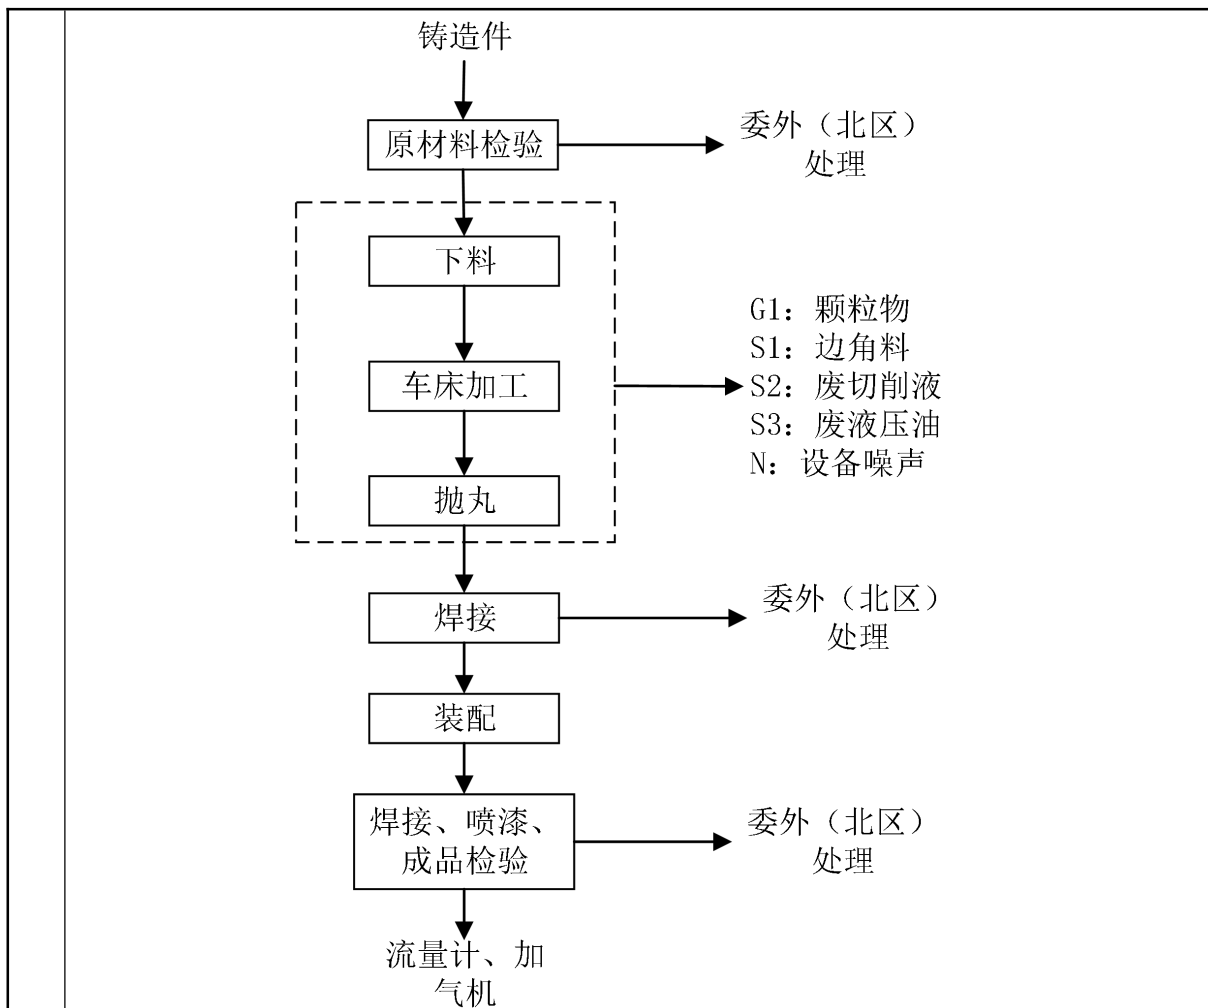 铸造件
原材料检验
委外（北区）
处理
下料
车床加工
抛丸
G1：颗粒物
S1：边角料
S2：废切削液
S3：废液压油
N：设备噪声
焊接
委外（北区）
处理
装配
焊接、喷漆、
成品检验
委外（北区）
处理
流量计、加
气机